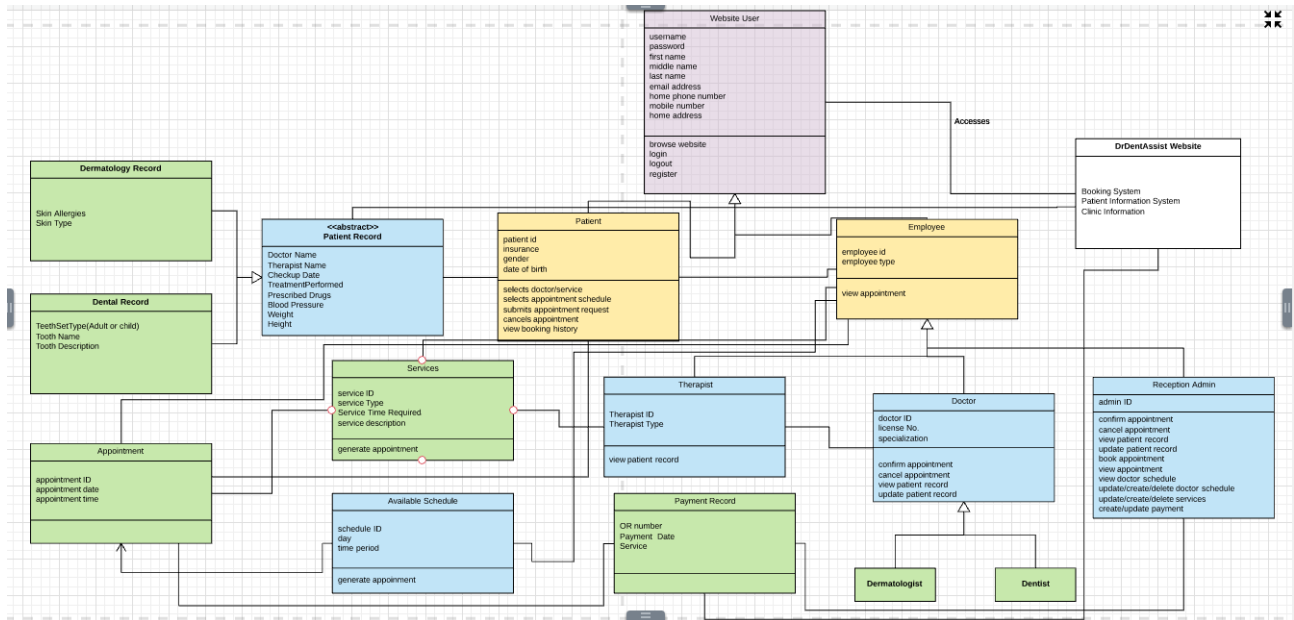 Website User
username
password
first name
middle name
last name
email address
home phone number
mobile number
home address
browse website
login
logout
register
Accesses
DrDentAssist Website
Booking System
Patient Information System
Clinic Information
Dermatology Record
Skin Allergies
Skin Type
<<abstract>>
Patient Record
Doctor Name
Therapist Name
Checkup Date
TreatmentPerformed
Prescribed Drugs
Blood Pressure
Weight
Height
Patient
patient id
insurance
gender
date of birth
selects doctor/service
selects appointment schedule
submits appointment request
cancels appointment
view booking history
Employee
employee id
employee type
view appointment
Dental Record
TeethSetType(Adult or child)
Tooth Name
Tooth Description
Services
service ID
service Type
Service Time Required
service description
generate appointment
Therapist
Therapist ID
Therapist Type
view patient record
Doctor
doctor ID
license No.
specialization
confirm appointment
cancel appointment
view patient record
update patient record
Reception Admin
admin ID
confirm appointment
cancel appointment
view patient record
update patient record
book appointment
view appointment
view doctor schedule
update/create/delete doctor schedule
update/create/delete services
create/update payment
Appointment
appointment ID
appointment date
appointment time
Available Schedule
schedule ID
day
time period
generate appoinment
Payment Record
OR number
Payment Date
Service
Dermatologist
Dentist